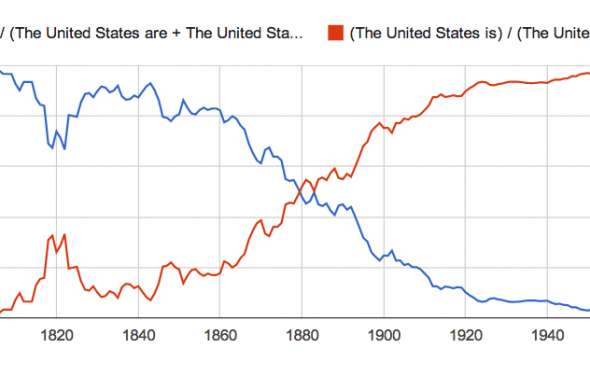 / (The United States are + The United Sta... (The United States is) / (The Unite
1820 1840 1860 1880 1900 1920 1940